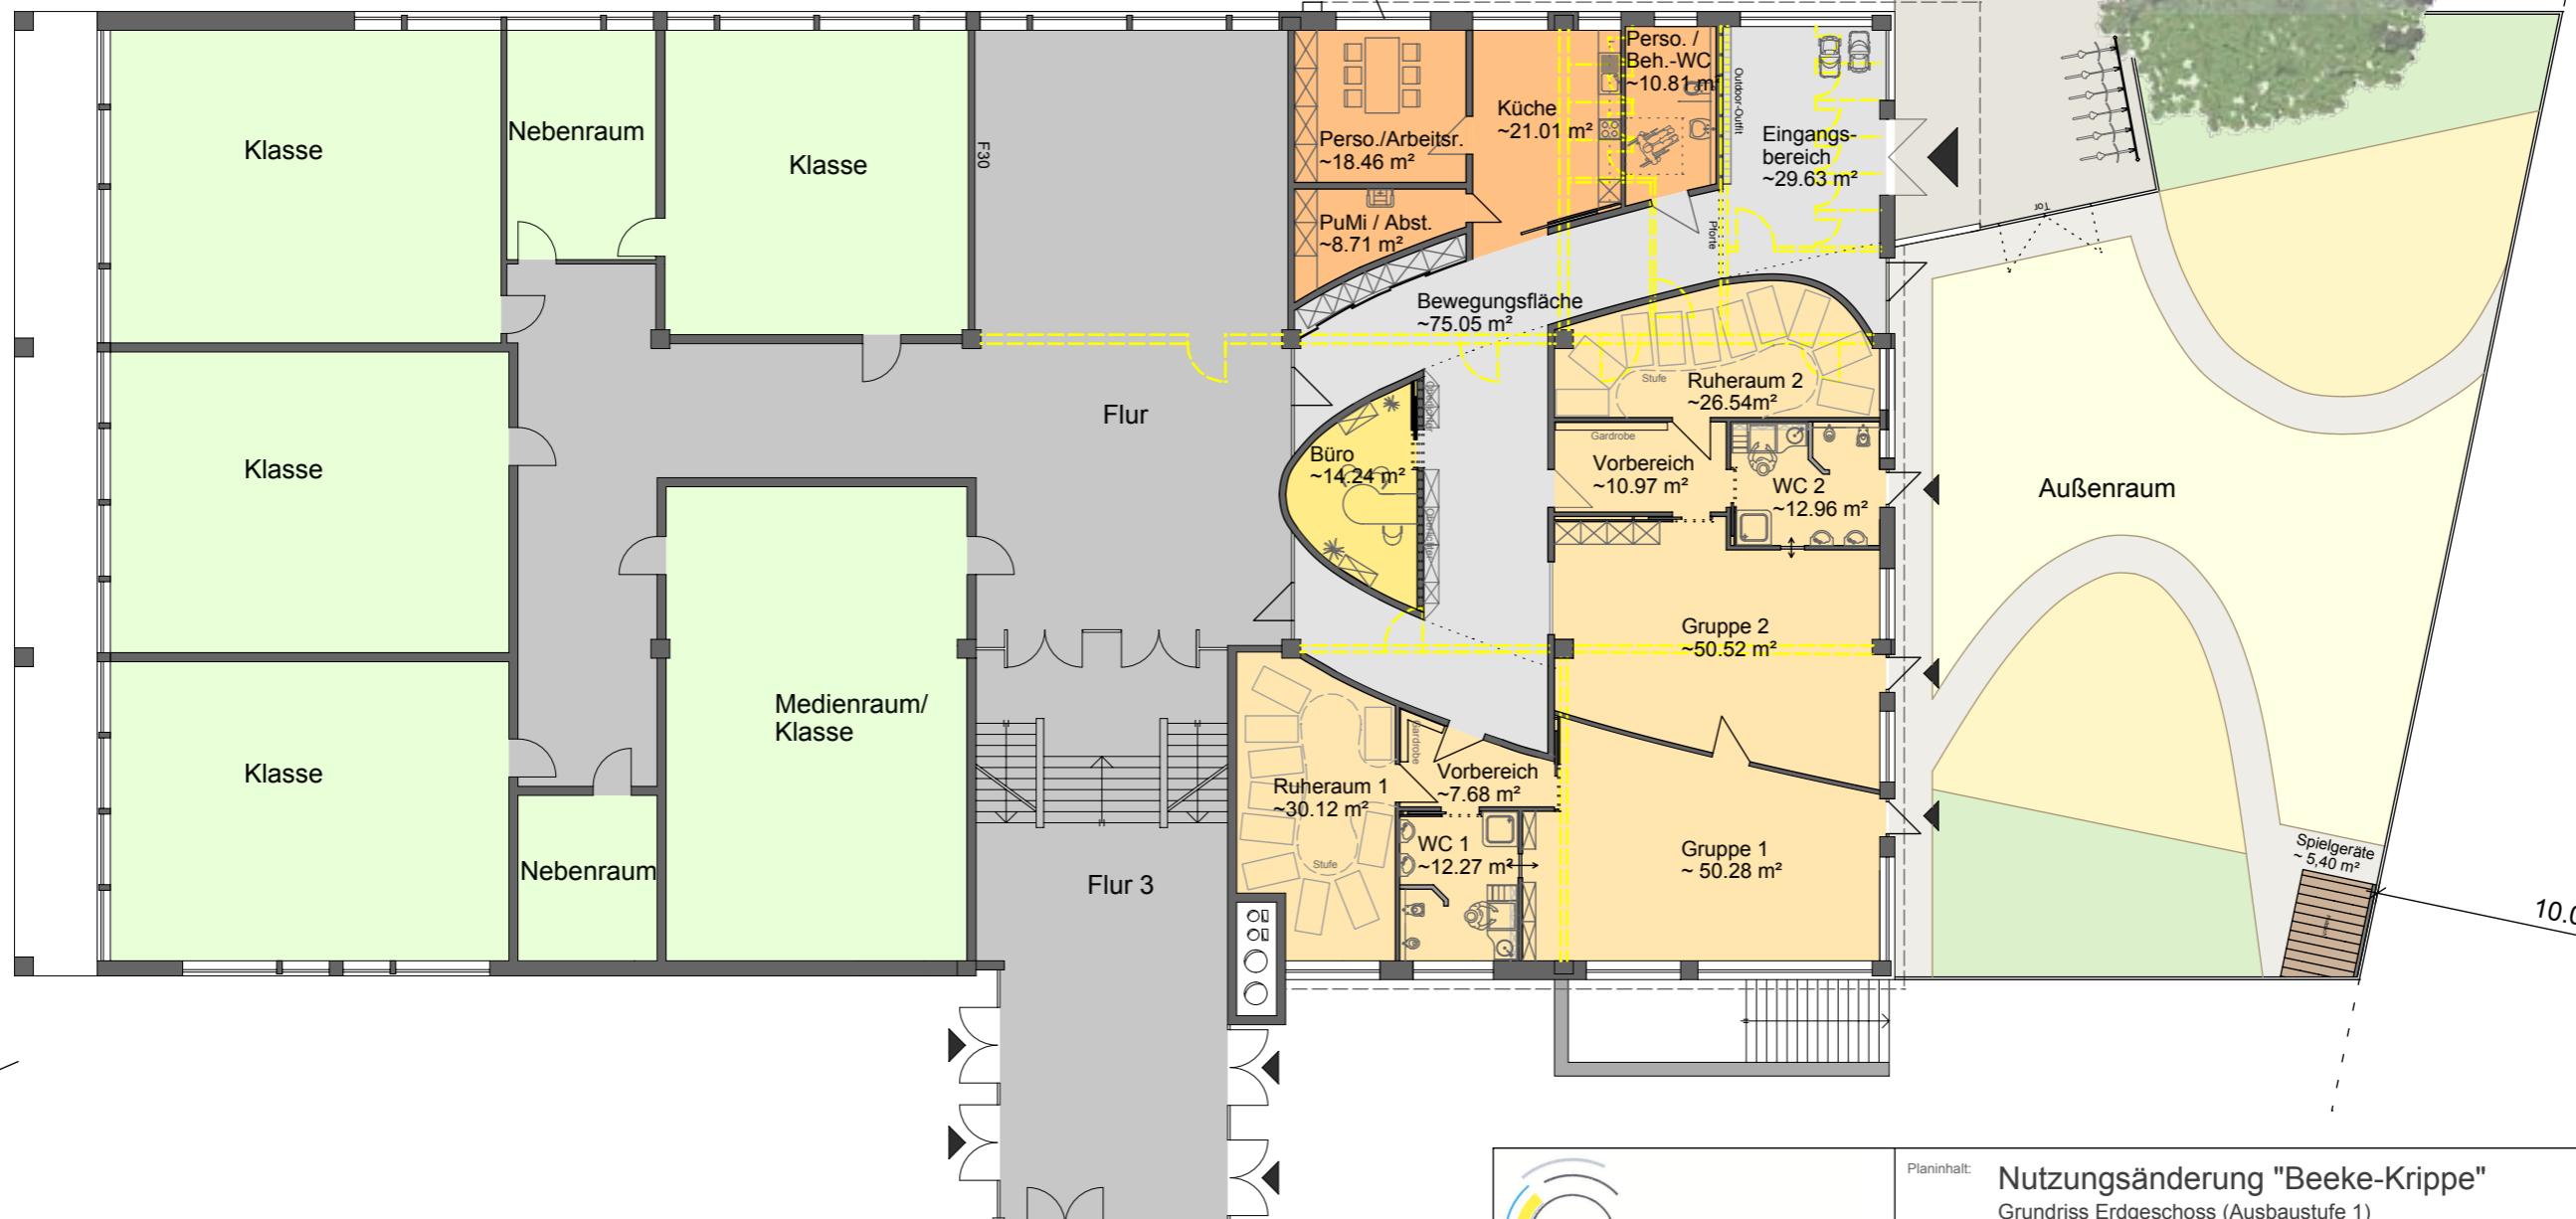 Klasse
Nebenraum
Klasse
F30
Perso./Arbeitsr.
~18.46 m²
Küche
~21.01 m²
Perso. /
Beh.-WC
~10.81 m²
Outdoor-Outfit
Eingangs-
bereich
~29.63 m²
PuMi / Abst.
~8.71 m²
Pforte
Tor
Bewegungsfläche
~75.05 m²
Stufe
Ruheraum 2
~26.54m²
Flur
Klasse
Büro
~14.24 m²
Gardrobe
Vorbereich
~10.97 m²
WC 2
~12.96 m²
Außenraum
Gruppe 2
~50.52 m²
Medienraum/
Klasse
Klasse
Ruheraum 1
~30.12 m²
Stufe
Gardrobe
Vorbereich
~7.68 m²
WC 1
~12.27 m²
Gruppe 1
~ 50.28 m²
Spielgeräte
~ 5,40 m²
Nebenraum
Flur 3
10.0
Planinhalt:
Nutzungsänderung "Beeke-Krippe"
Grundriss Erdgeschoss (Ausbaustufe 1)